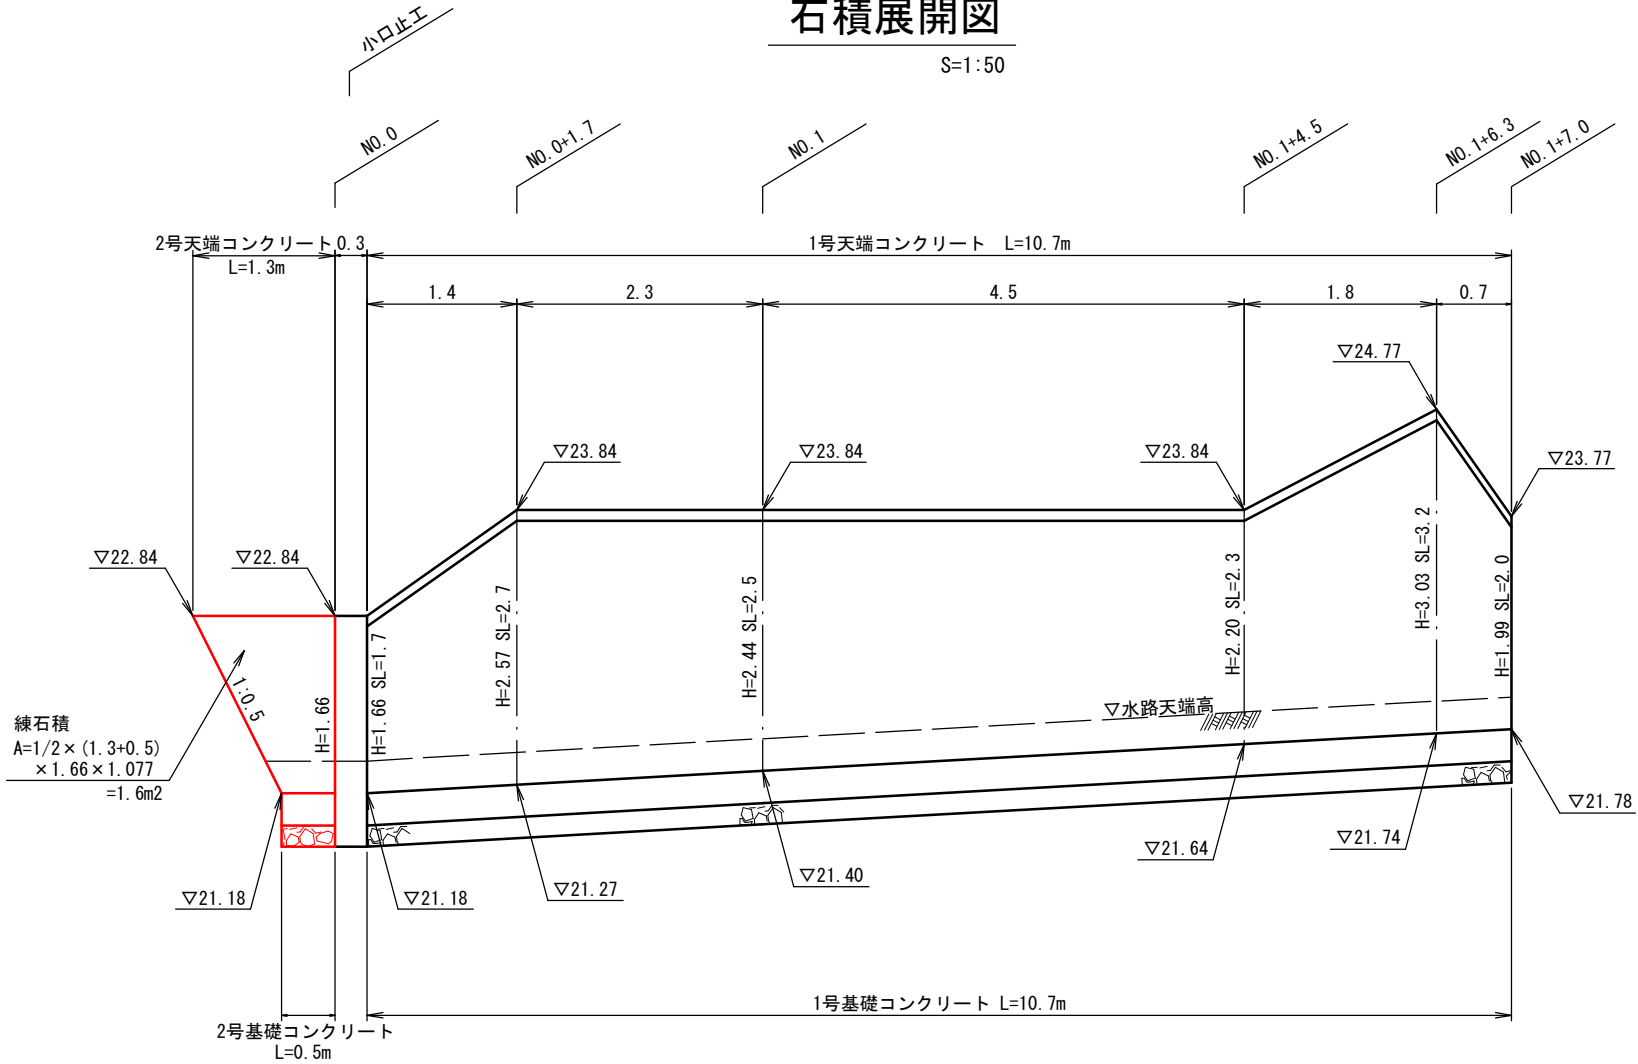 石積展開図
S=1:50
小口止工
NO.0
NO.0+1.7
NO.1
NO.1+4.5
NO.1+6.3
NO.1+7.0
2号天端コンクリート
L=1.3m
0.3
1号天端コンクリート L=10.7m
1.4
2.3
4.5
1.8
0.7
▽24.77
▽23.84
▽23.84
▽23.84
▽23.77
▽22.84
▽22.84
1:0.5
H=1.66
H=1.66 SL=1.7
H=2.57 SL=2.7
H=2.44 SL=2.5
H=2.20 SL=2.3
H=3.03 SL=3.2
H=1.99 SL=2.0
▽水路天端高
練石積
A=1/2×(1.3+0.5)
×1.66×1.077
=1.6m2
▽21.18
▽21.18
▽21.27
▽21.40
▽21.64
▽21.74
▽21.78
1号基礎コンクリート L=10.7m
2号基礎コンクリート
L=0.5m